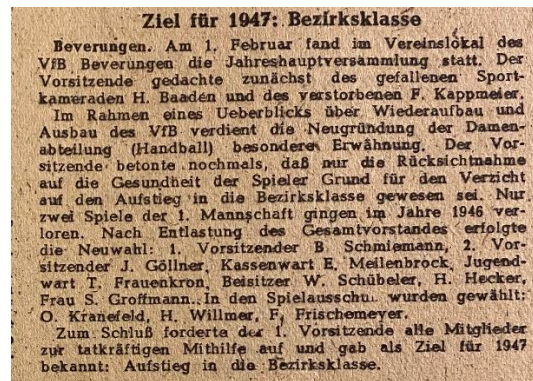 Ziel für 1947: Bezirksklasse
Beverungen. Am 1. Februar fand im Vereinslokal des
VfB Beverungen die Jahreshauptversammlung statt. Der
Vorsitzende gedachte zunächst des gefallenen Sport-
kameraden H. Baaden und des verstorbenen F. Kappmeier.
Im Rahmen eines Ueberblicks über Wiederaufbau und
Ausbau des VfB verdient die Neugründung der Damen-
abteilung (Handball) besondere Erwähnung. Der Vor-
sitzende betonte nochmals, daß nur die Rücksichtnahme
auf die Gesundheit der Spieler Grund für den Verzicht
auf den Aufstieg in die Bezirksklasse gewesen sei. Nur
zwei Spiele der 1. Mannschaft gingen im Jahre 1946 ver-
loren. Nach Entlastung des Gesamtvorstandes erfolgte
die Neuwahl: 1. Vorsitzender B. Schmiemann, 2. Vor-
sitzender J. Göllner, Kassenwart E. Meilenbrock, Jugend-
wart T. Frauenkron, Beisitzer W. Schübeler, H. Hecker,
Frau S. Groffmann. In den Spielausschu. wurden gewählt:
O. Kranefeld, H. Willmer, F. Frischemeyer.
Zum Schluß forderte der 1. Vorsitzende alle Mitglieder
zur tatkräftigen Mithilfe auf und gab als Ziel für 1947
bekannt: Aufstieg in die Bezirksklasse.